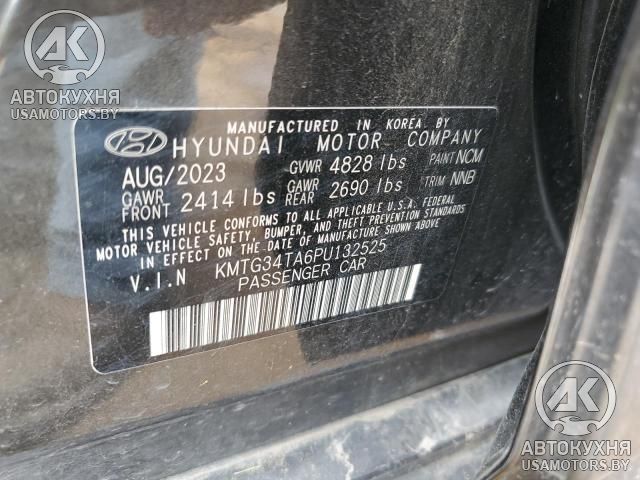 AK
АВТОКУХНЯ
USAMOTORS.BY
MANUFACTURED IN KOREA BY
HYUNDAI MOTOR COMPANY
AUG/2023 GVWR 4828 lbs PAINT NCM
GAWR FRONT 2414 lbs GAWR REAR 2690 lbs TRIM NNB
THIS VEHICLE CONFORMS TO ALL APPLICABLE U.S.A. FEDERAL
MOTOR VEHICLE SAFETY, BUMPER, AND THEFT PREVENTION STANDARDS
IN EFFECT ON THE DATE OF MANUFACTURE SHOWN ABOVE.
V.I.N KMTG34TA6PU132525
PASSENGER CAR
AK
АВТОКУХНЯ
USAMOTORS.BY